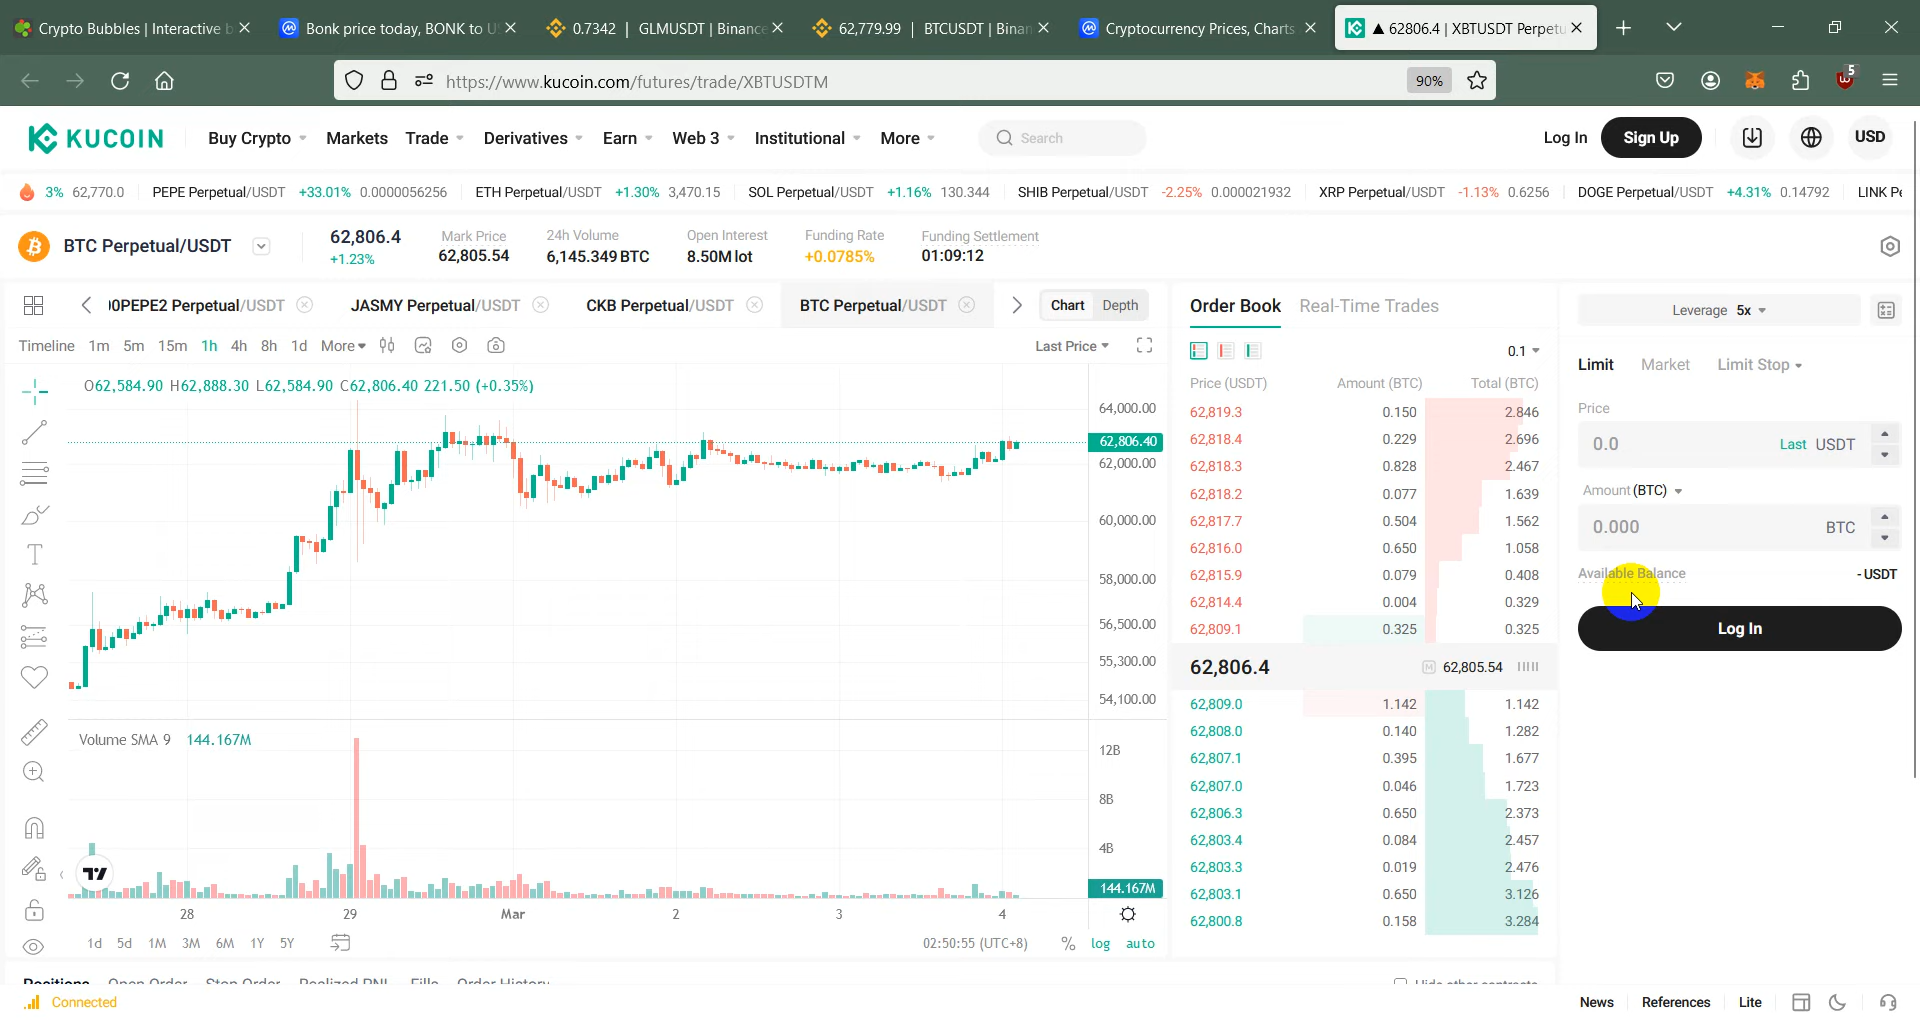 Crypto Bubbles | Interactive b
Bonk price today, BONK to U
0.7342 | GLMUSDT | Binance
62,779.99 | BTCUSDT | Binan
Cryptocurrency Prices, Charts
▲ 62806.4 | XBTUSDT Perpetu
https://www.kucoin.com/futures/trade/XBTUSDTM
90%
5
KUCOIN
Buy Crypto
Markets
Trade
Derivatives
Earn
Web 3
Institutional
More
Search
Log In
Sign Up
USD
3% 62,770.0
PEPE Perpetual/USDT +33.01% 0.0000056256
ETH Perpetual/USDT +1.30% 3,470.15
SOL Perpetual/USDT +1.16% 130.344
SHIB Perpetual/USDT -2.25% 0.000021932
XRP Perpetual/USDT -1.13% 0.6256
DOGE Perpetual/USDT +4.31% 0.14792
LINK Pe
BTC Perpetual/USDT
62,806.4
+1.23%
Mark Price
62,805.54
24h Volume
6,145.349 BTC
Open Interest
8.50M lot
Funding Rate
+0.0785%
Funding Settlement
01:09:12
00PEPE2 Perpetual/USDT
JASMY Perpetual/USDT
CKB Perpetual/USDT
BTC Perpetual/USDT
Chart
Depth
Timeline 1m 5m 15m 1h 4h 8h 1d More
Last Price
O62,584.90 H62,888.30 L62,584.90 C62,806.40 221.50 (+0.35%)
64,000.00
62,806.40
62,000.00
60,000.00
58,000.00
56,500.00
55,300.00
54,100.00
Volume SMA 9 144.167M
12B
8B
4B
144.167M
28 29 Mar 2 3 4
1d 5d 1M 3M 6M 1Y 5Y
02:50:55 (UTC+8)
% log auto
Order Book
Real-Time Trades
0.1
Price (USDT) Amount (BTC) Total (BTC)
62,819.3 0.150 2.846
62,818.4 0.229 2.696
62,818.3 0.828 2.467
62,818.2 0.077 1.639
62,817.7 0.504 1.562
62,816.0 0.650 1.058
62,815.9 0.079 0.408
62,814.4 0.004 0.329
62,809.1 0.325 0.325
62,806.4 M 62,805.54
62,809.0 1.142 1.142
62,808.0 0.140 1.282
62,807.1 0.395 1.677
62,807.0 0.046 1.723
62,806.3 0.650 2.373
62,803.4 0.084 2.457
62,803.3 0.019 2.476
62,803.1 0.650 3.126
62,800.8 0.158 3.284
Leverage 5x
Limit
Market
Limit Stop
Price
0.0 Last USDT
Amount (BTC)
0.000 BTC
Available Balance - USDT
Log In
Positions Open Order Stop Order Realized PNL Fills Order History
Hide other contracts
Connected
News
References
Lite